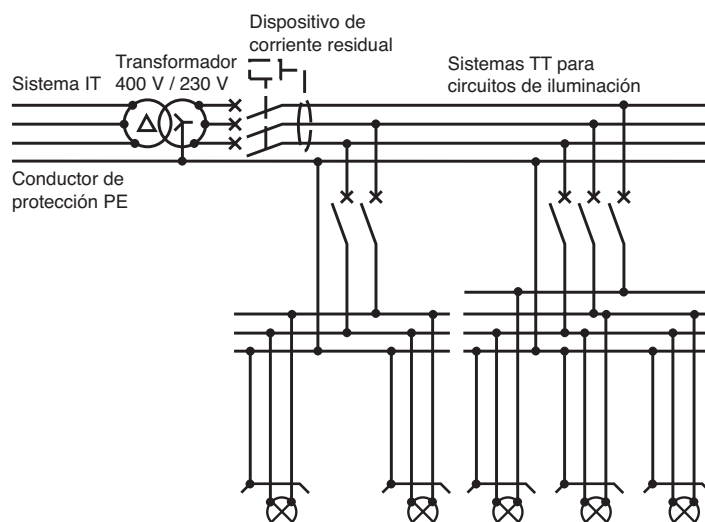 Dispositivo de
corriente residual
Transformador
400 V / 230 V
Sistemas TT para
circuitos de iluminación
Sistema IT
Conductor de
protección PE